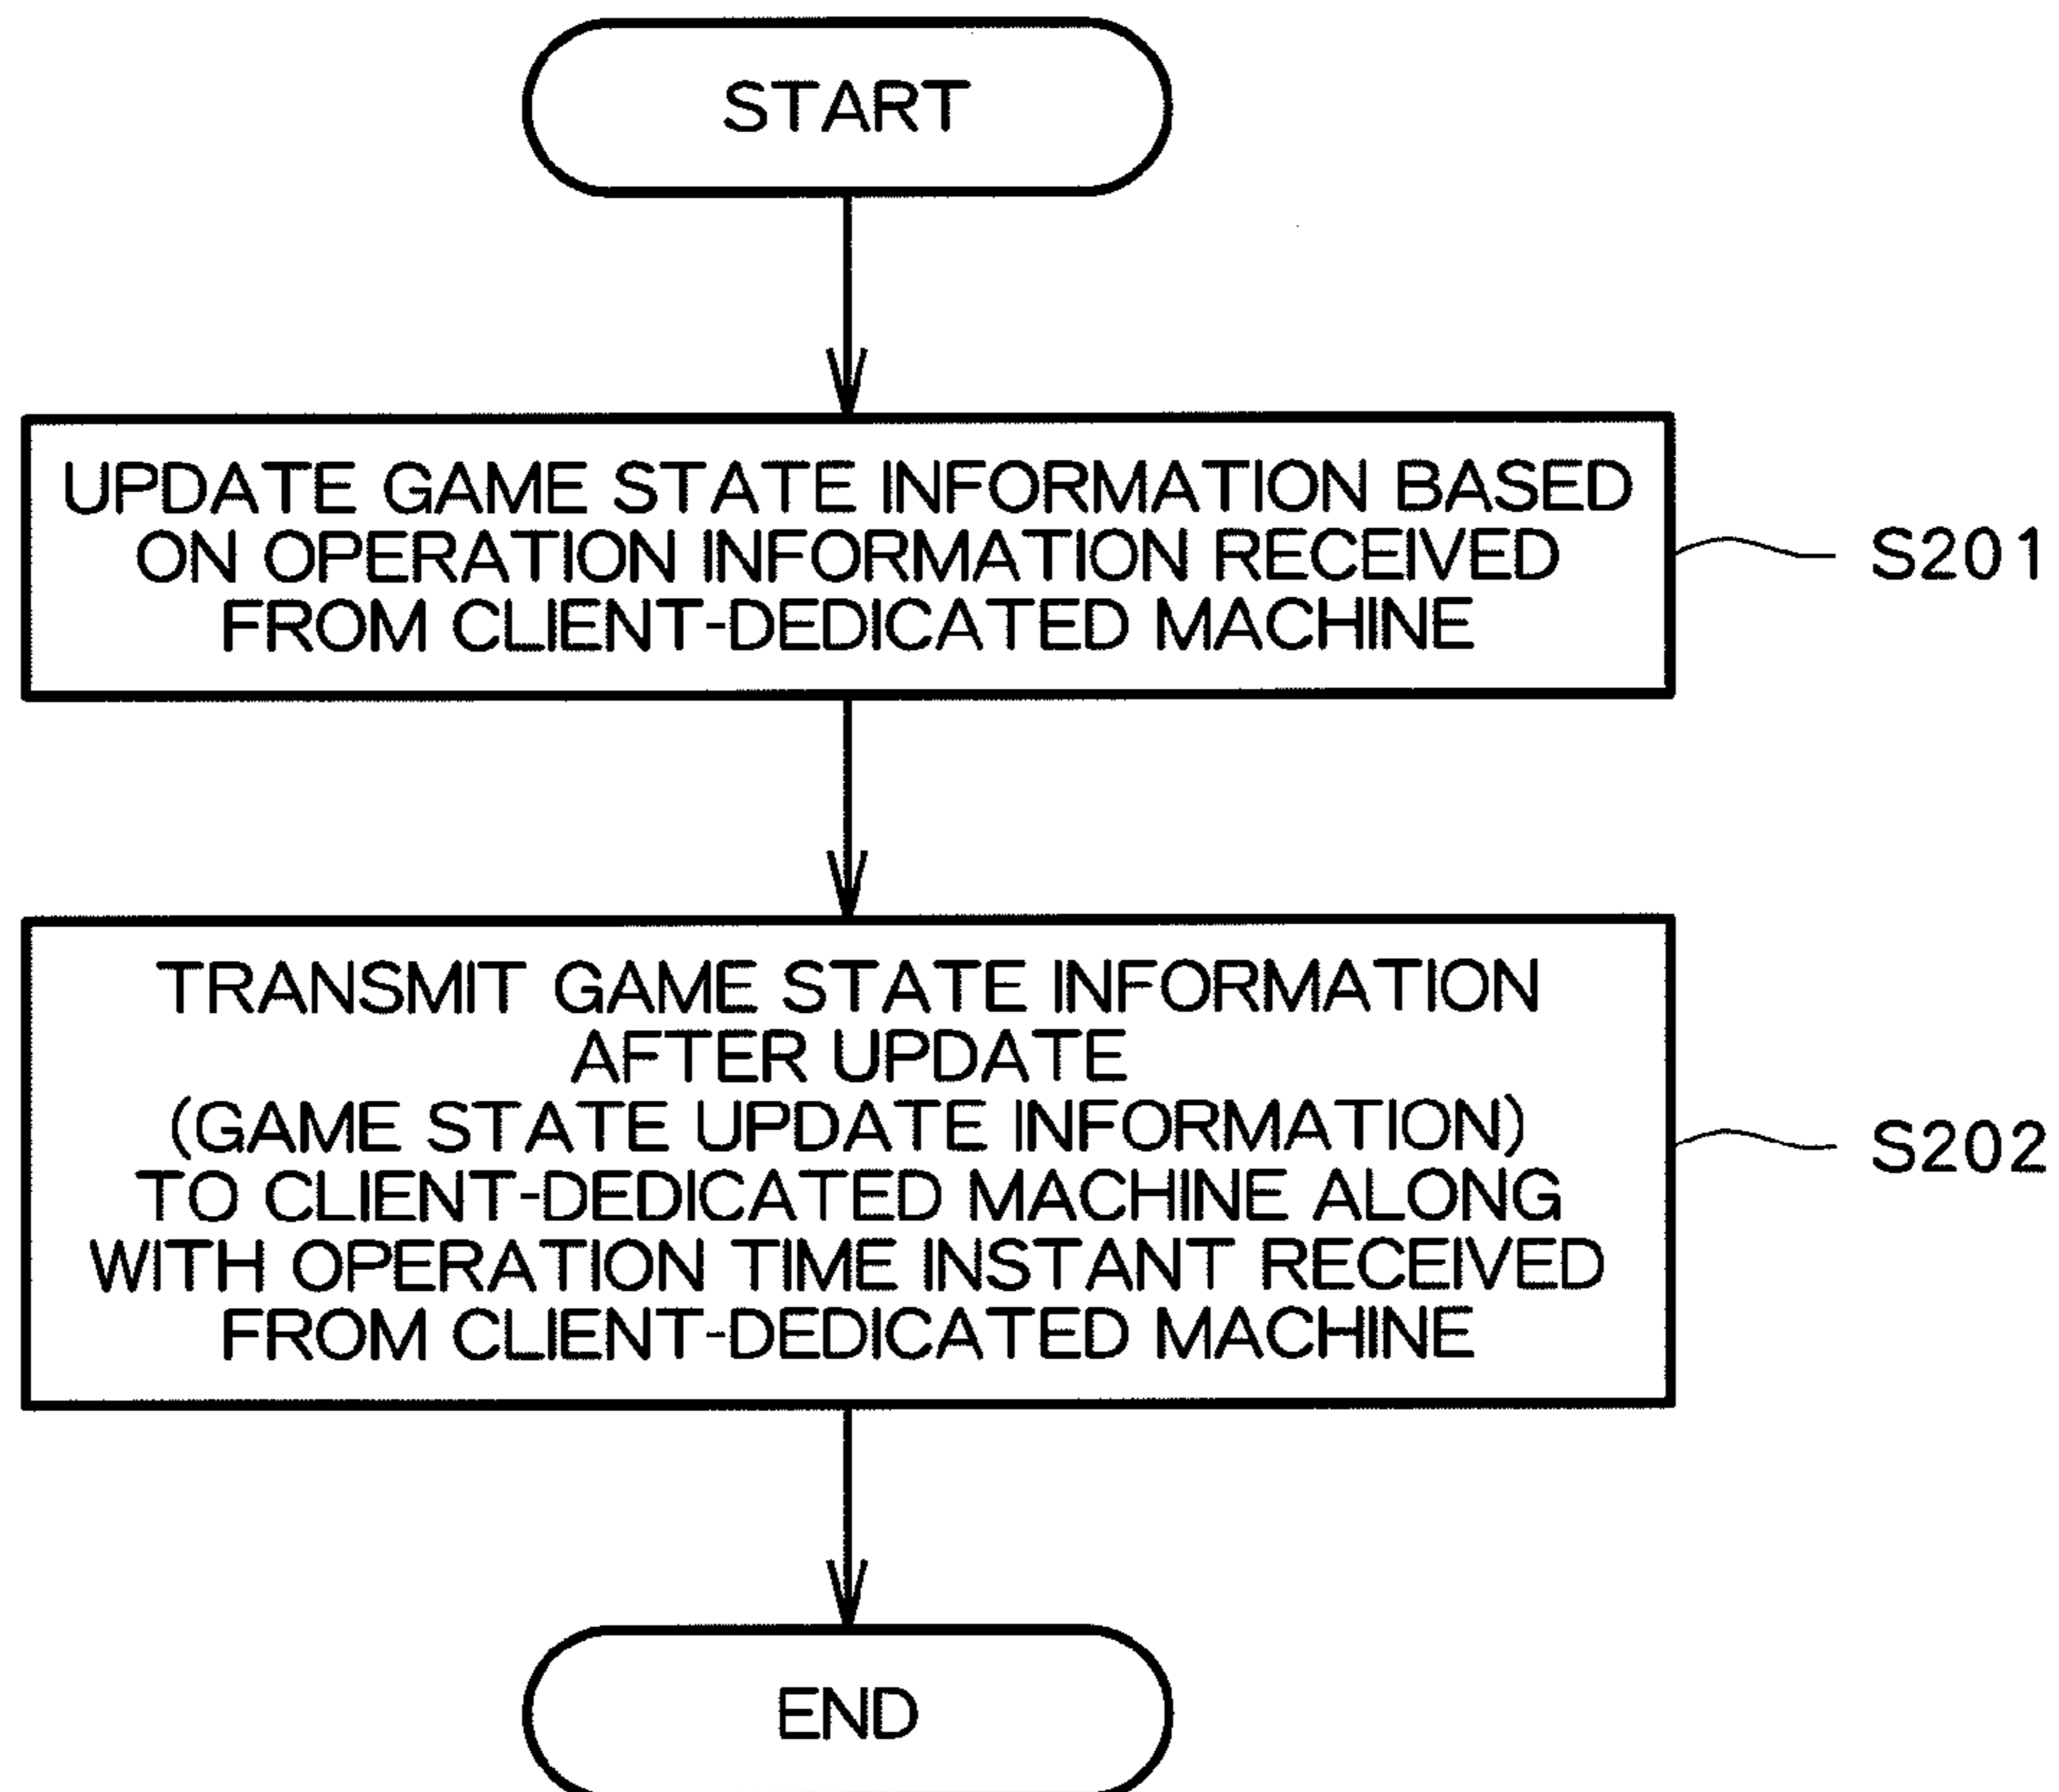 START
UPDATE GAME STATE INFORMATION BASED
ON OPERATION INFORMATION RECEIVED
FROM CLIENT-DEDICATED MACHINE
S201
TRANSMIT GAME STATE INFORMATION
AFTER UPDATE
(GAME STATE UPDATE INFORMATION)
TO CLIENT-DEDICATED MACHINE ALONG
WITH OPERATION TIME INSTANT RECEIVED
FROM CLIENT-DEDICATED MACHINE
S202
END